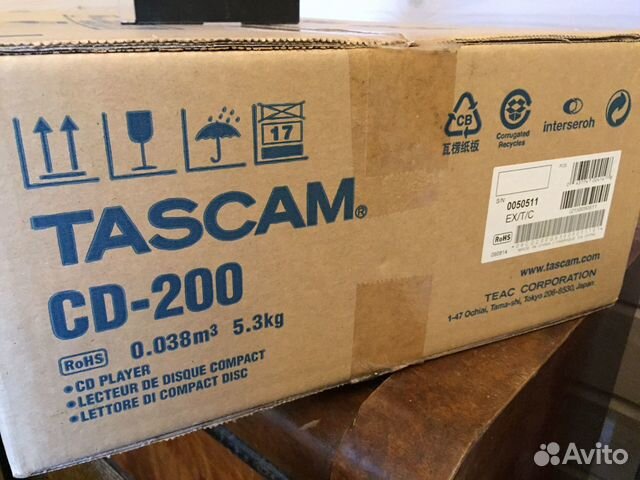 17
TASCAM®
CD-200
RoHS 0.038m³ 5.3kg
•CD PLAYER
•LECTEUR DE DISQUE COMPACT
•LETTORE DI COMPACT DISC
CB
瓦楞纸板
Corrugated
Recycles
interseroh
S/N 0050511
EX/T/C
RoHS
www.tascam.com
TEAC CORPORATION
1-47 Ochiai, Tama-shi, Tokyo 206-8530, Japan
Avito